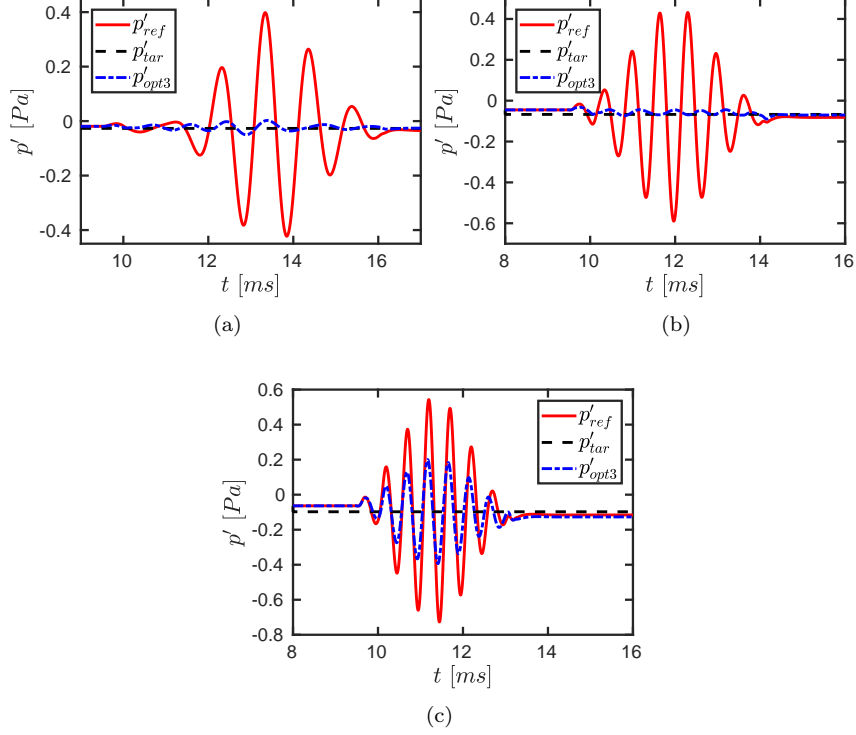 0.4
0.2
0
-0.2
-0.4
p' [Pa]
10 12 14 16
t [ms]
p'ref
p'tar
p'opt3
(a)
0.4
0.2
0
-0.2
-0.4
-0.6
p' [Pa]
8 10 12 14 16
t [ms]
p'ref
p'tar
p'opt3
(b)
0.6
0.4
0.2
0
-0.2
-0.4
-0.6
-0.8
p' [Pa]
8 10 12 14 16
t [ms]
p'ref
p'tar
p'opt3
(c)